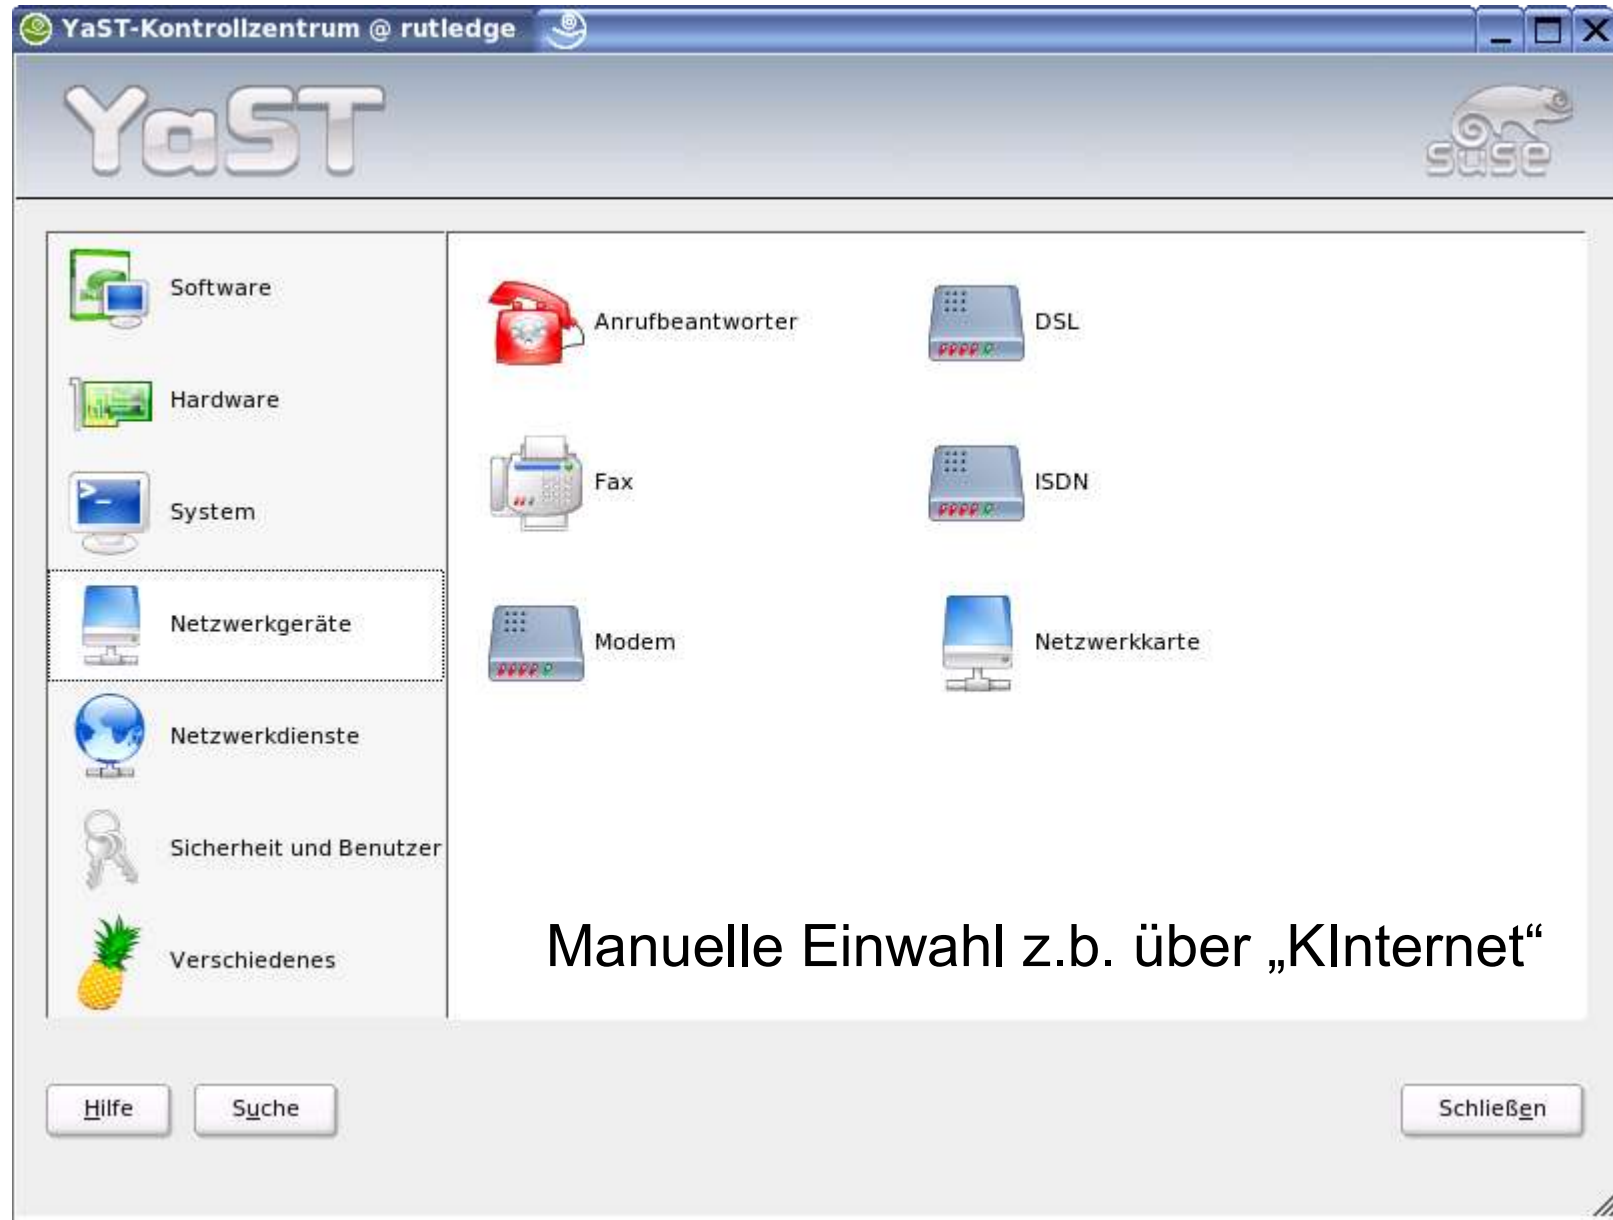 YaST-Kontrollzentrum @ rutledge
YaST
SUSE
Software
Hardware
System
Netzwerkgeräte
Netzwerkdienste
Sicherheit und Benutzer
Verschiedenes
Anrufbeantworter
DSL
Fax
ISDN
Modem
Netzwerkkarte
Manuelle Einwahl z.b. über „KInternet“
Hilfe
Suche
Schließen